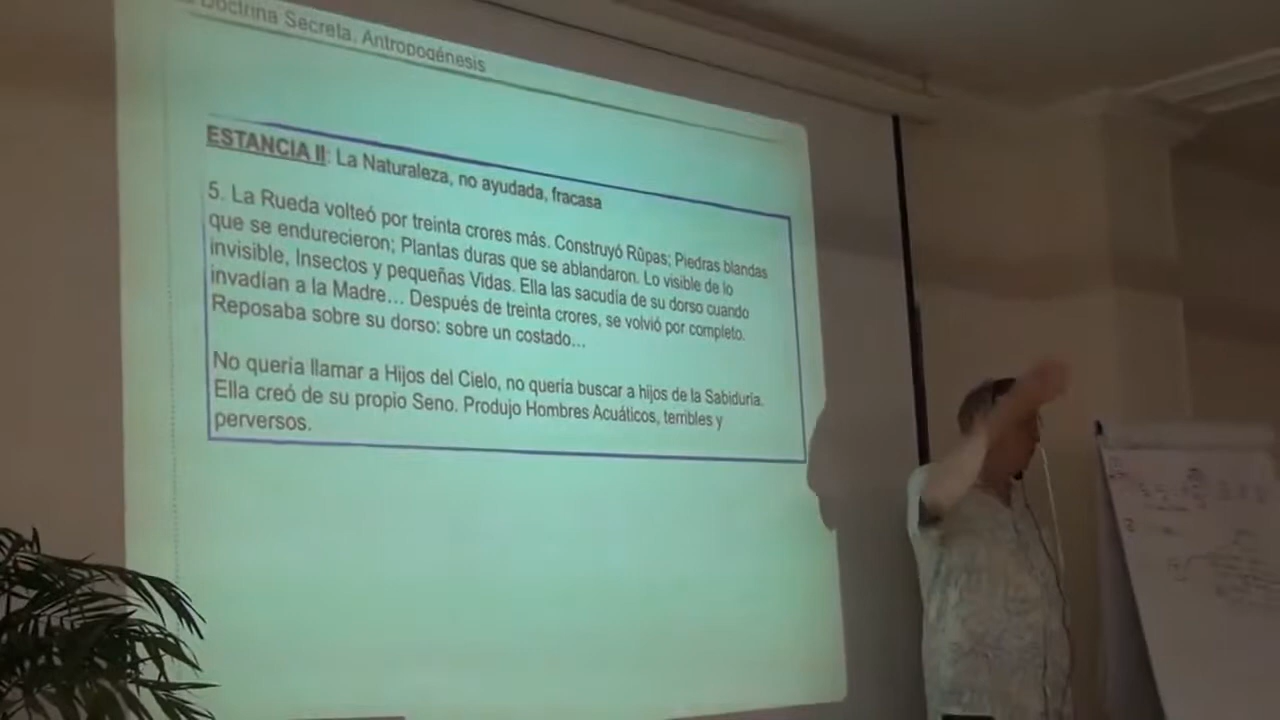 Doctrina Secreta. Antropogénesis
ESTANCIA II: La Naturaleza, no ayudada, fracasa
5. La Rueda volteó por treinta crores más. Construyó Rûpas; Piedras blandas
que se endurecieron; Plantas duras que se ablandaron. Lo visible de lo
invisible, Insectos y pequeñas Vidas. Ella las sacudía de su dorso cuando
invadían a la Madre... Después de treinta crores, se volvió por completo.
Reposaba sobre su dorso: sobre un costado...
No quería llamar a Hijos del Cielo, no quería buscar a hijos de la Sabiduría.
Ella creó de su propio Seno. Produjo Hombres Acuáticos, terribles y
perversos.